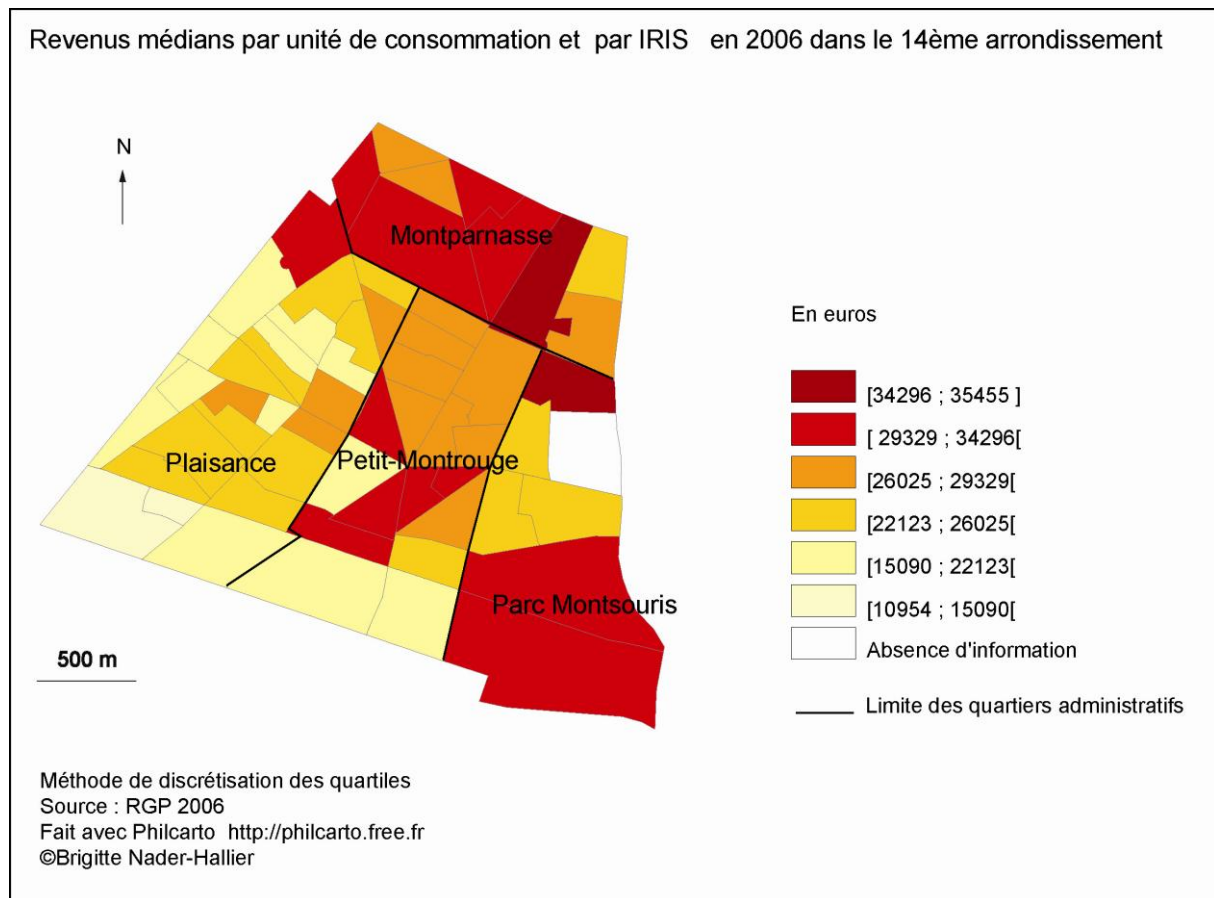 Revenus médians par unité de consommation et par IRIS en 2006 dans le 14ème arrondissement
N
Montparnasse
En euros
[34296 ; 35455 ]
[ 29329 ; 34296[
[26025 ; 29329[
[22123 ; 26025[
[15090 ; 22123[
[10954 ; 15090[
Absence d'information
Limite des quartiers administratifs
Plaisance
Petit-Montrouge
Parc Montsouris
500 m
Méthode de discrétisation des quartiles
Source : RGP 2006
Fait avec Philcarto http://philcarto.free.fr
©Brigitte Nader-Hallier